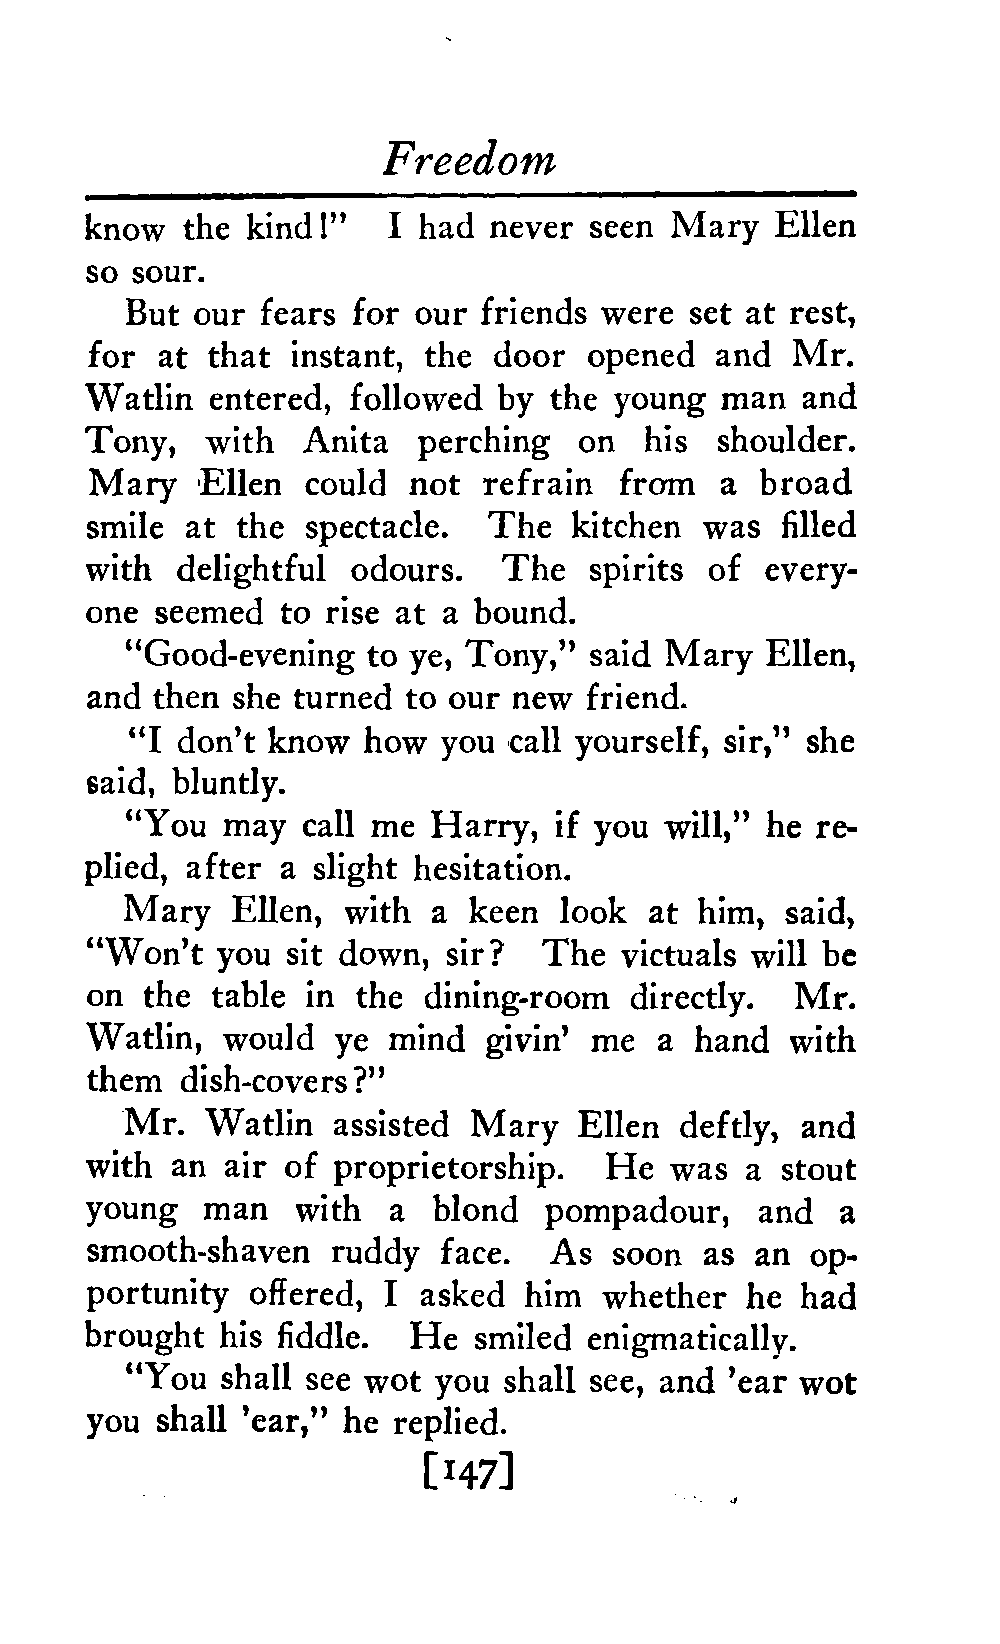 Freedom
know the kind!" I had never seen Mary Ellen
so sour.
But our fears for our friends were set at rest,
for at that instant, the door opened and Mr.
Watlin entered, followed by the young man and
Tony, with Anita perching on his shoulder.
Mary Ellen could not refrain from a broad
smile at the spectacle. The kitchen was filled
with delightful odours. The spirits of every-
one seemed to rise at a bound.
"Good-evening to ye, Tony," said Mary Ellen,
and then she turned to our new friend.
"I don't know how you call yourself, sir," she
said, bluntly.
"You may call me Harry, if you will," he re-
plied, after a slight hesitation.
Mary Ellen, with a keen look at him, said,
"Won't you sit down, sir? The victuals will be
on the table in the dining-room directly. Mr.
Watlin, would ye mind givin' me a hand with
them dish-covers?"
Mr. Watlin assisted Mary Ellen deftly, and
with an air of proprietorship. He was a stout
young man with a blond pompadour, and a
smooth-shaven ruddy face. As soon as an op-
portunity offered, I asked him whether he had
brought his fiddle. He smiled enigmatically.
"You shall see wot you shall see, and 'ear wot
you shall 'ear," he replied.
[147]